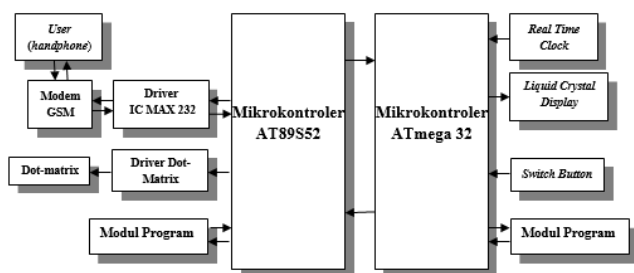 User
(handphone)
Modem
GSM
Driver
IC MAX 232
Dot-matrix
Driver Dot-
Matrix
Modul Program
Mikrokontroler
AT89S52
Mikrokontroler
ATmega 32
Real Time
Clock
Liquid Crystal
Display
Switch Button
Modul Program